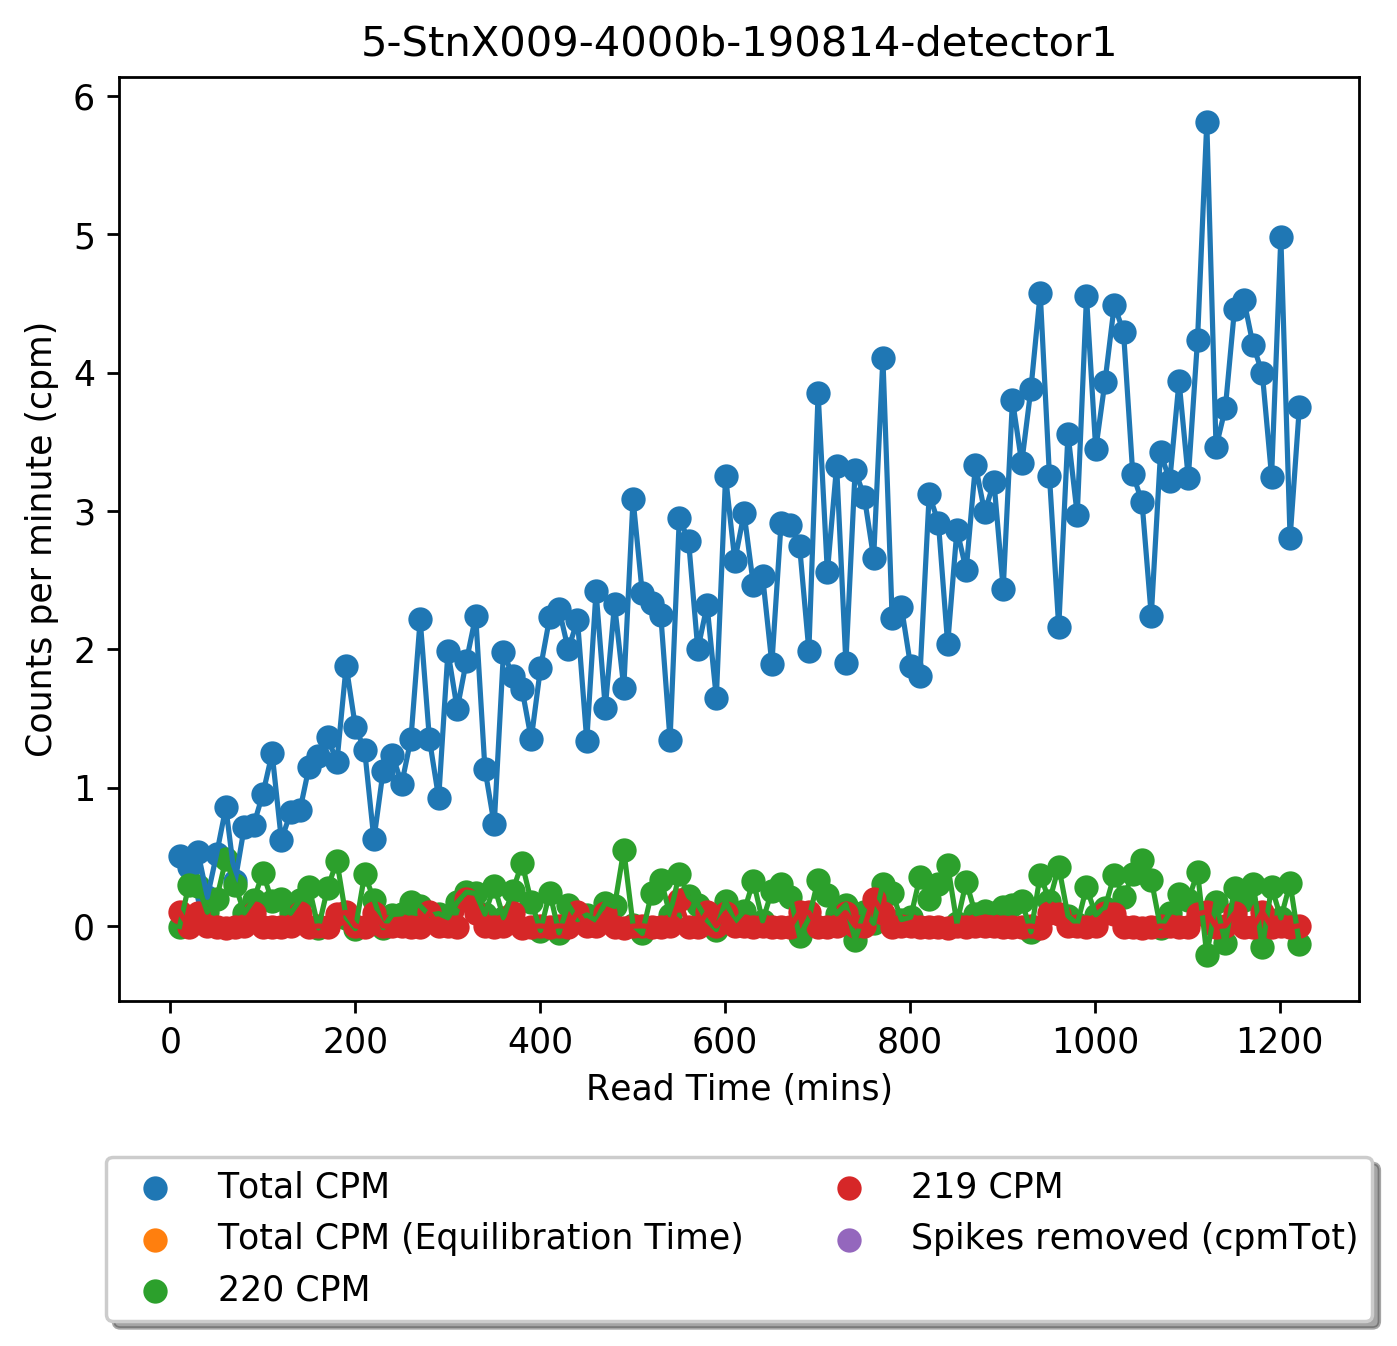 5-StnX009-4000b-190814-detector1
6
5
4
3
2
1
0
Counts per minute (cpm)
0 200 400 600 800 1000 1200
Read Time (mins)
Total CPM
Total CPM (Equilibration Time)
220 CPM
219 CPM
Spikes removed (cpmTot)